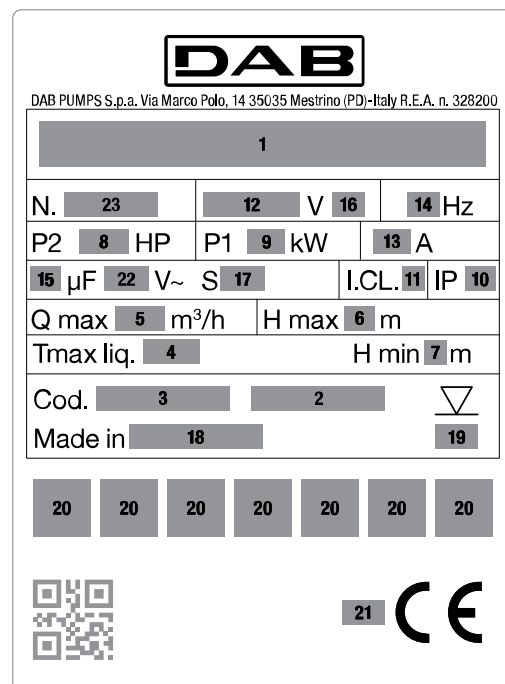 DAB
DAB PUMPS S.p.a. Via Marco Polo, 14 35035 Mestrino (PD)-Italy R.E.A. n. 328200
1
N. 23 12 V 16 14 Hz
P2 8 HP P1 9 kW 13 A
15 µF 22 V~ S 17 I.CL. 11 IP 10
Q max 5 m³/h H max 6 m
Tmax liq. 4 H min 7 m
Cod. 3 2
Made in 18 19
20 20 20 20 20 20 20
21 CE